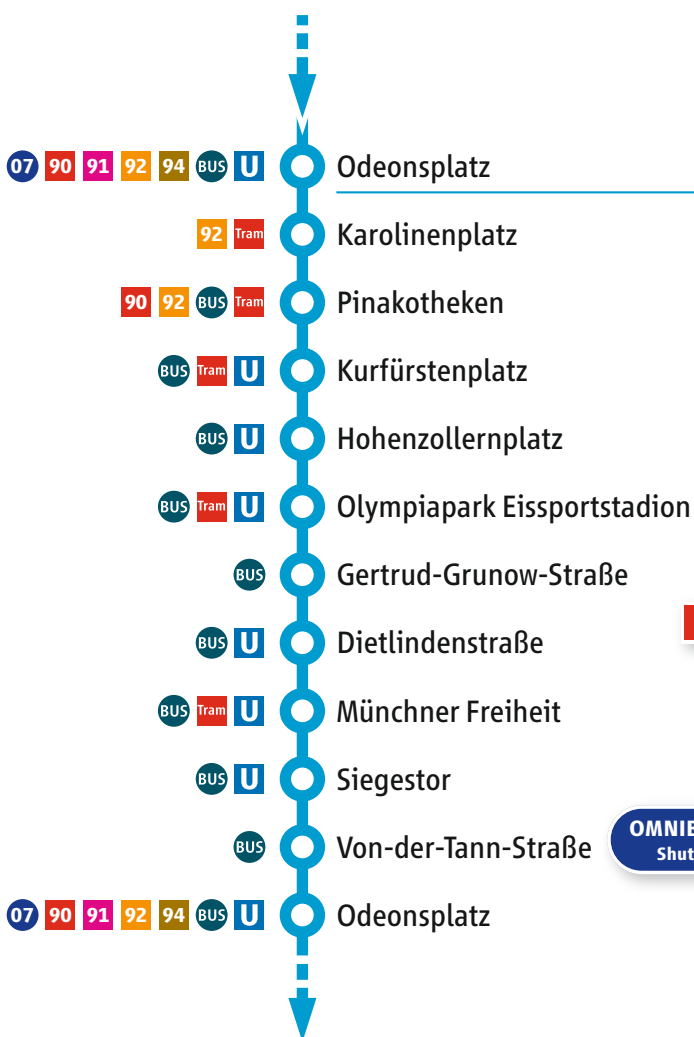 07 90 91 92 94 BUS U Odeonsplatz
92 Tram Karolinenplatz
90 92 BUS Tram Pinakotheken
BUS Tram U Kurfürstenplatz
BUS U Hohenzollernplatz
BUS Tram U Olympiapark Eissportstadion
BUS Gertrud-Grunow-Straße
BUS U Dietlindenstraße
BUS Tram U Münchner Freiheit
BUS U Siegestor
BUS Von-der-Tann-Straße
07 90 91 92 94 BUS U Odeonsplatz